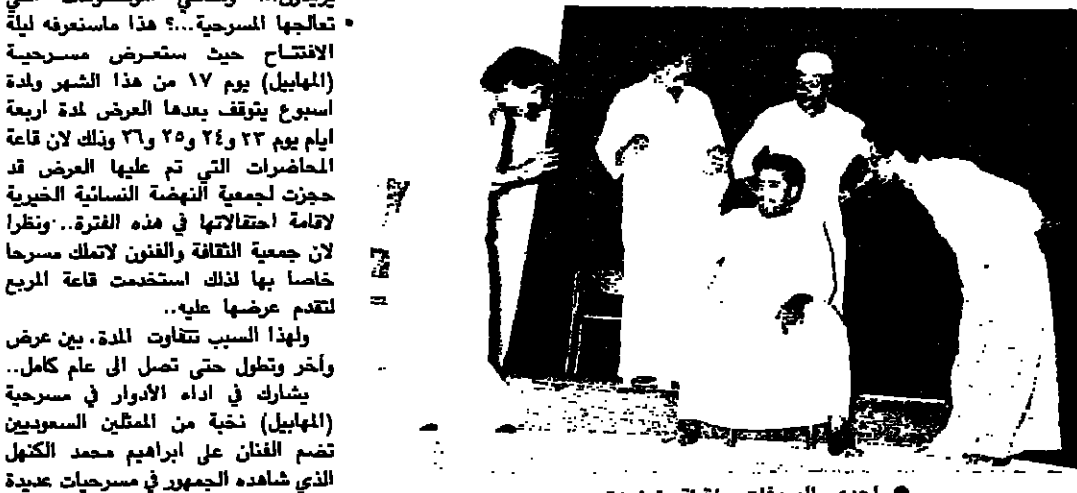 تعالجها المسرحية...؟ هذا ماسنعرفه ليلة
الافتتاح حيث ستعرض مسرحية
(المهابيل) يوم ١٧ من هذا الشهر ولمدة
اسبوع يتوقف بعدها العرض لمدة اربعة
ايام يوم ٢٣ و٢٤ و٢٥ و٢٦ وذلك لان قاعة
المحاضرات التي تم عليها العرض قد
حجزت لجمعية النهضة النسائية الخيرية
لاقامة احتفالاتها في هذه الفترة.. ونظرا
لان جمعية الثقافة والفنون لاتملك مسرحا
خاصا بها لذلك استخدمت قاعة المربع
لتقدم عرضها عليه..
ولهذا السبب تتفاوت المدة. بين عرض
وأخر وتطول حتى تصل الى عام كامل..
يشارك في اداء الأدوار في مسرحية
(المهابيل) نخبة من الممثلين السعوديين
تضم الفنان على ابراهيم محمد الكنهل
الذي شاهده الجمهور في مسرحيات عديدة